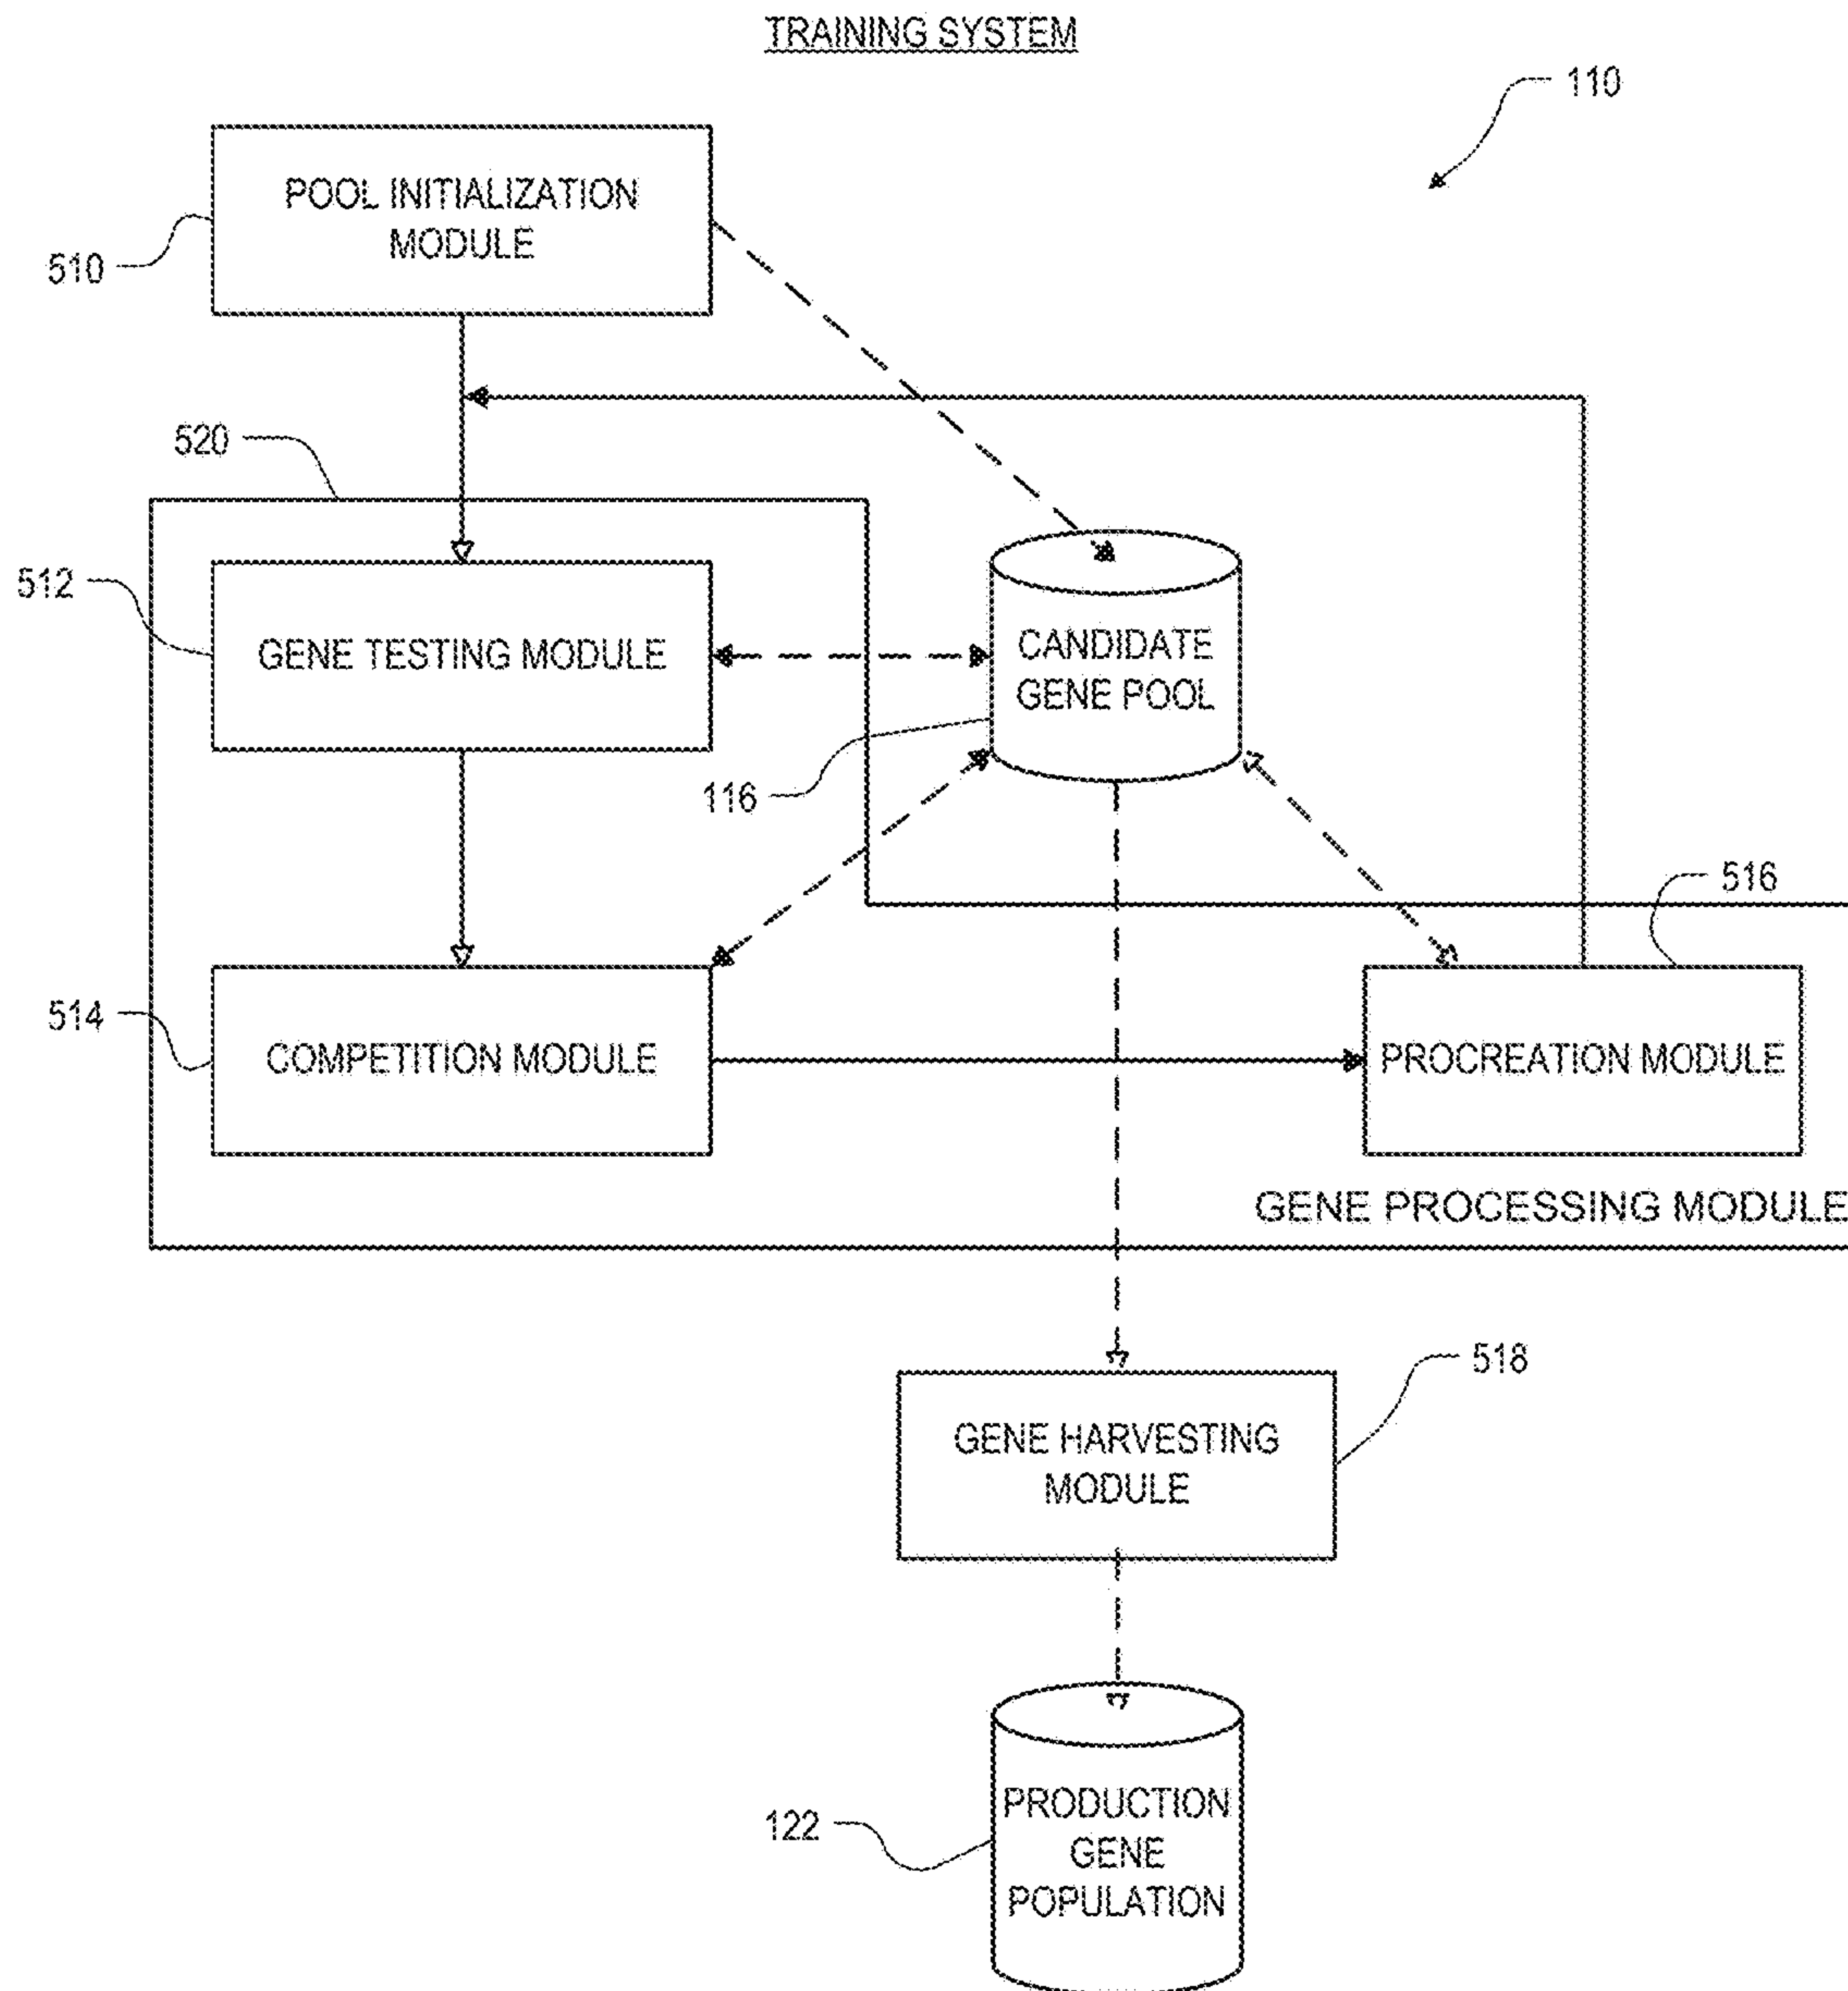 TRAINING SYSTEM
110
POOL INITIALIZATION
MODULE
510
520
512
GENE TESTING MODULE
CANDIDATE
GENE POOL
116
516
514
COMPETITION MODULE
PROCREATION MODULE
GENE PROCESSING MODULE
518
GENE HARVESTING
MODULE
122
PRODUCTION
GENE
POPULATION